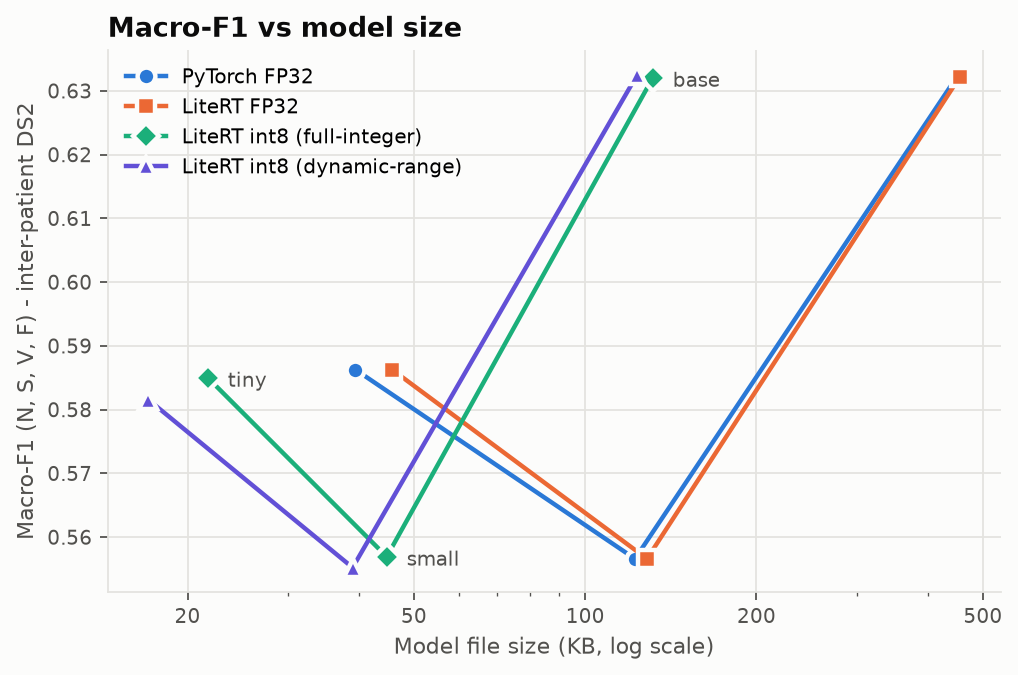 Macro-F1 vs model size
PyTorch FP32
LiteRT FP32
LiteRT int8 (full-integer)
LiteRT int8 (dynamic-range)
base
tiny
small
0.63
0.62
0.61
0.60
0.59
0.58
0.57
0.56
Macro-F1 (N, S, V, F) - inter-patient DS2
20
50
100
200
500
Model file size (KB, log scale)